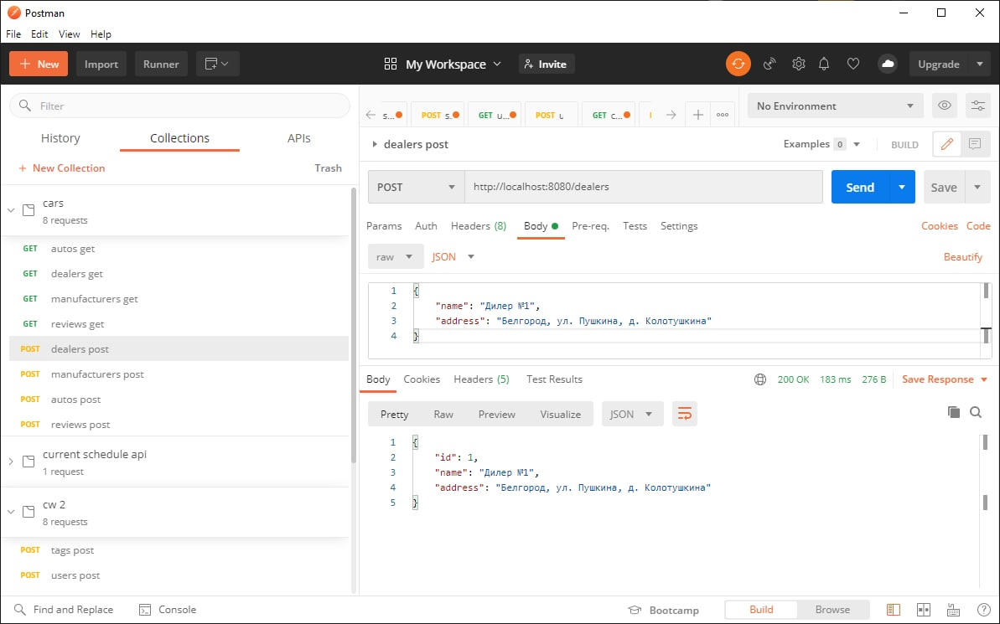 Postman
File Edit View Help
New Import Runner My Workspace Invite Upgrade
Filter
History Collections APIs
+ New Collection Trash
cars
8 requests
GET autos get
GET dealers get
GET manufacturers get
GET reviews get
POST dealers post
POST manufacturers post
POST autos post
POST reviews post
current schedule api
1 request
cw 2
8 requests
POST tags post
POST users post
s... POST s. GET u... POST u GET c... No Environment
dealers post Examples 0 BUILD
POST http://localhost:8080/dealers Send Save
Params Auth Headers (8) Body Pre-req. Tests Settings Cookies Code
raw JSON Beautify
1 {
2 "name": "Дилер №1",
3 "address": "Белгород, ул. Пушкина, д. Колотушкина"
4 }
Body Cookies Headers (5) Test Results 200 OK 183 ms 276 B Save Response
Pretty Raw Preview Visualize JSON
1 {
2 "id": 1,
3 "name": "Дилер №1",
4 "address": "Белгород, ул. Пушкина, д. Колотушкина"
5 }
Find and Replace Console Bootcamp Build Browse